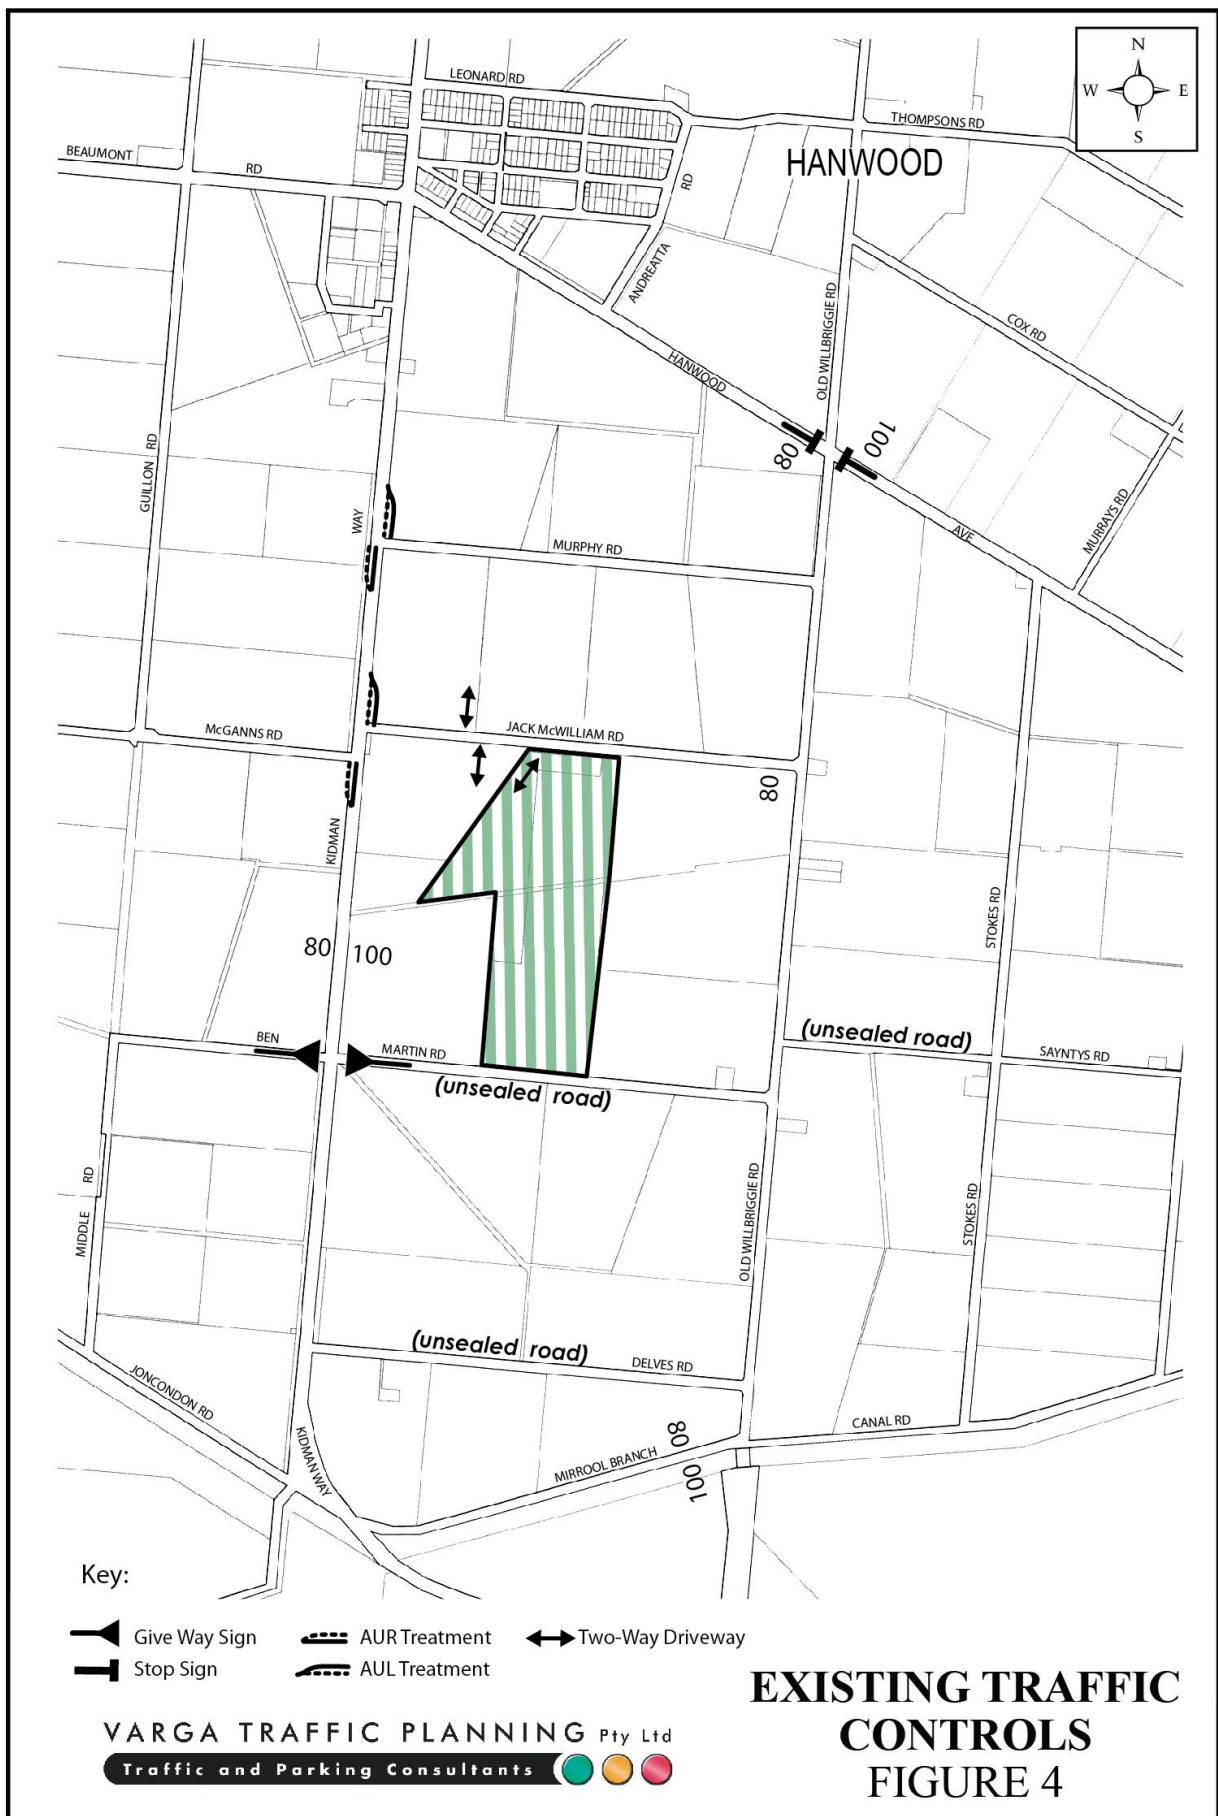 N
W E
S
LEONARD RD
THOMPSONS RD
BEAUMONT
RD
HANWOOD
RD
ANDREATTA
OLD WILLBRIGGIE RD
COX RD
HANWOOD
80
100
GUILLON RD
WAY
MURPHY RD
AVE
MURRAYS RD
McGANNS RD
JACK McWILLIAM RD
80
KIDMAN
STOKES RD
80
100
BEN
MARTIN RD
(unsealed road)
(unsealed road)
SAYNTYS RD
MIDDLE RD
OLD WILLBRIGGIE RD
STOKES RD
(unsealed road)
DELVES RD
JONCONDON RD
KIDMAN WAY
MIRROOL BRANCH
80
100
CANAL RD
Key:
Give Way Sign
AUR Treatment
Two-Way Driveway
Stop Sign
AUL Treatment
EXISTING TRAFFIC
CONTROLS
FIGURE 4
VARGA TRAFFIC PLANNING Pty Ltd
Traffic and Parking Consultants